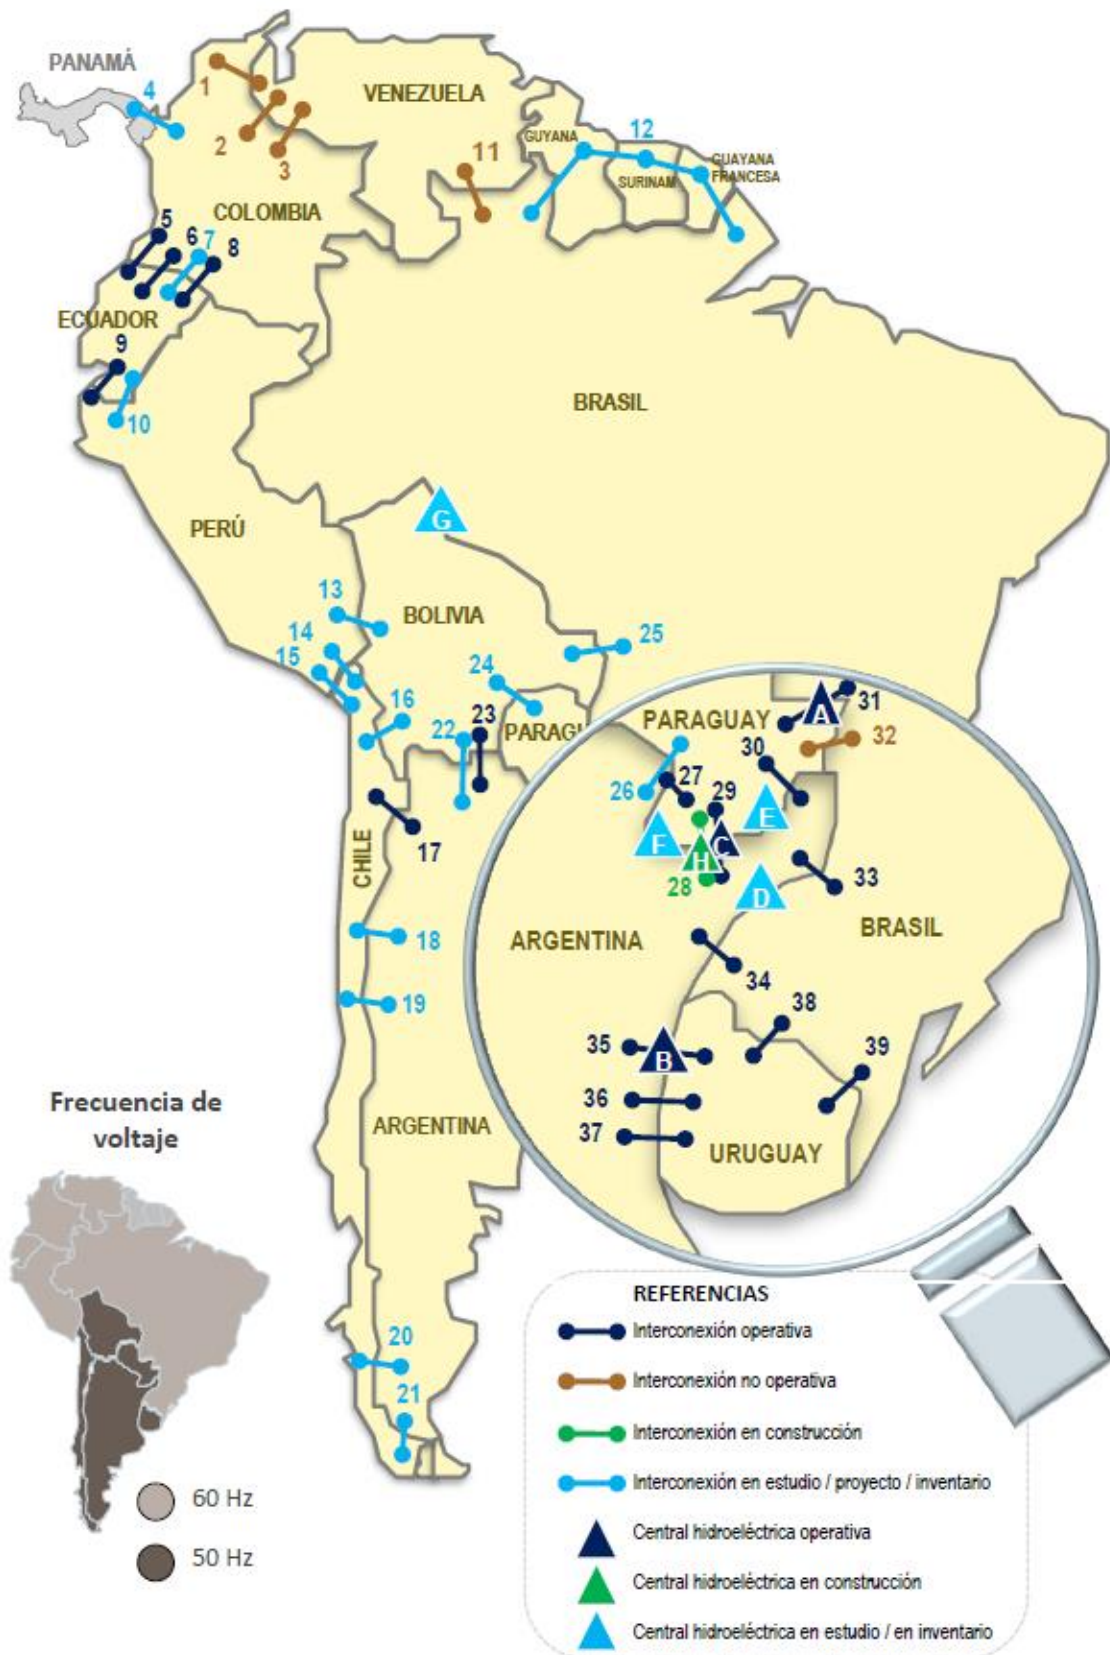 PANAMÁ
4
1
VENEZUELA
2
3
11
GUYANA
12
SURINAM
GUAYANA
FRANCESA
COLOMBIA
5
6
7
8
ECUADOR
9
10
BRASIL
PERÚ
G
13
BOLIVIA
14
15
16
24
25
22
23
PARAGU
17
CHILE
18
19
ARGENTINA
20
21
PARAGUAY
A
31
30
32
26
27
29
E
F
C
H
28
D
33
ARGENTINA
BRASIL
34
38
35
B
39
36
37
URUGUAY
Frecuencia de
voltaje
60 Hz
50 Hz
REFERENCIAS
Interconexión operativa
Interconexión no operativa
Interconexión en construcción
Interconexión en estudio / proyecto / inventario
Central hidroeléctrica operativa
Central hidroeléctrica en construcción
Central hidroeléctrica en estudio / en inventario